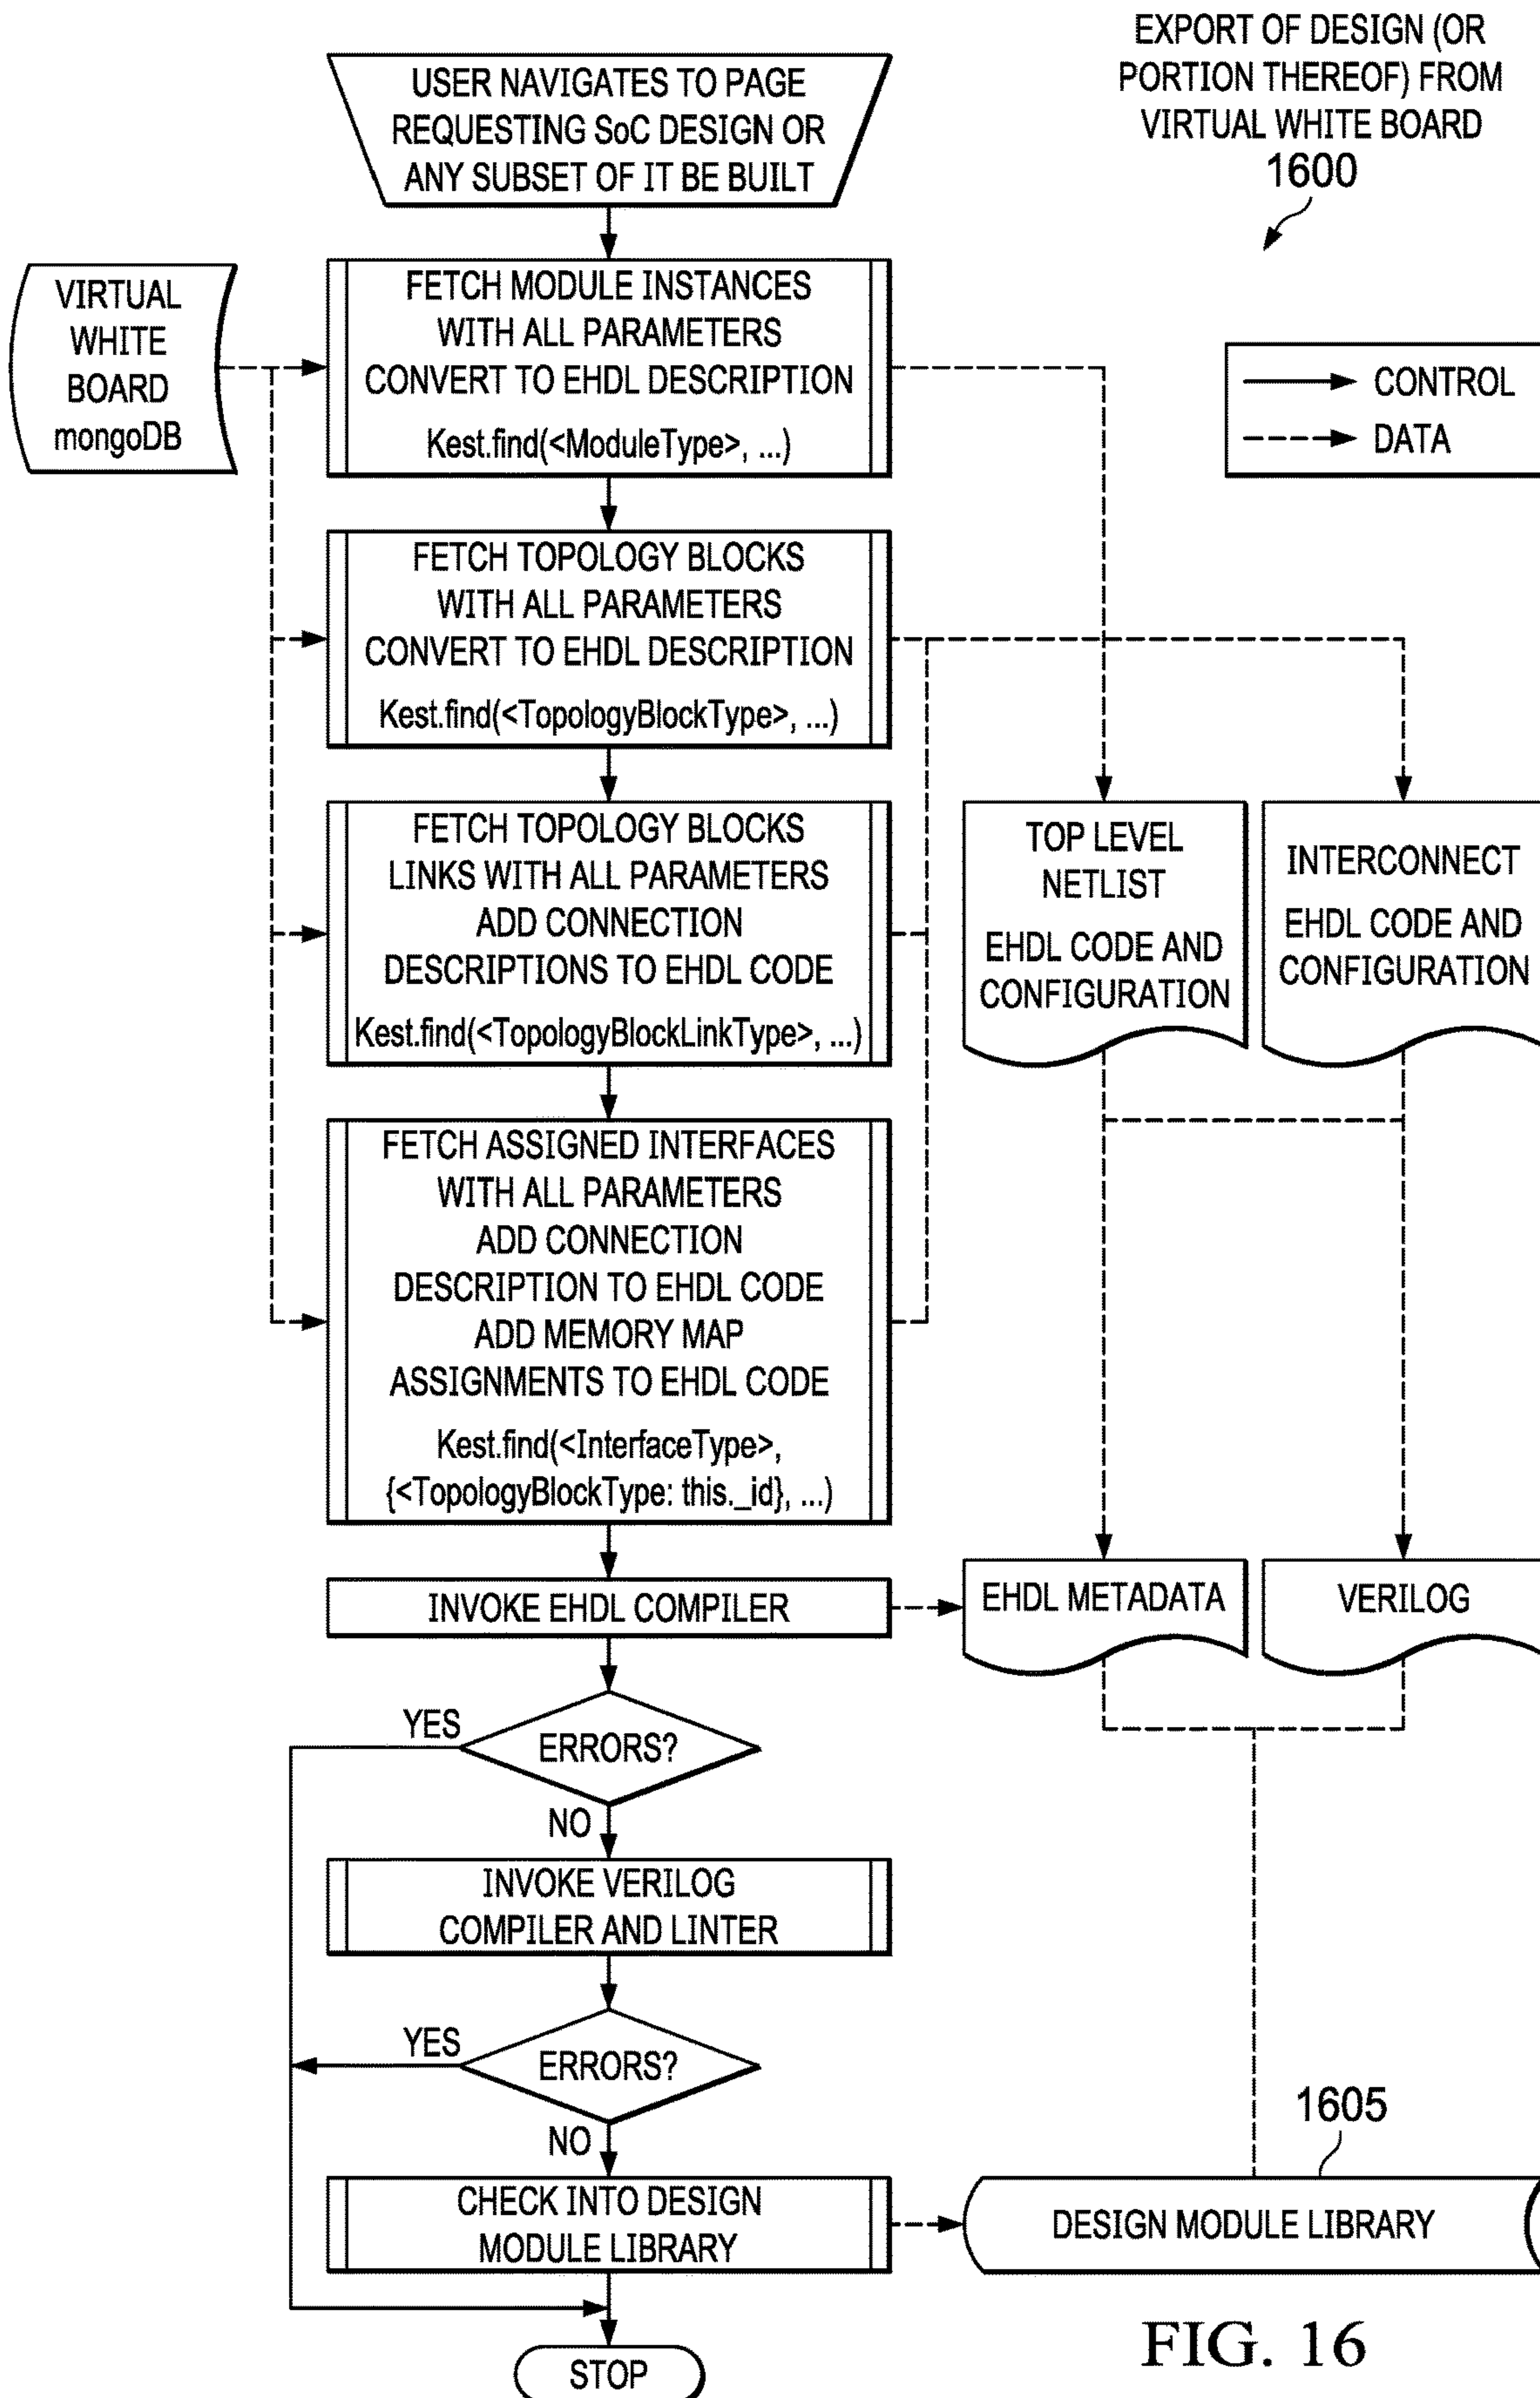 EXPORT OF DESIGN (OR
PORTION THEREOF) FROM
VIRTUAL WHITE BOARD
1600
USER NAVIGATES TO PAGE
REQUESTING SoC DESIGN OR
ANY SUBSET OF IT BE BUILT
VIRTUAL
WHITE
BOARD
mongoDB
FETCH MODULE INSTANCES
WITH ALL PARAMETERS
CONVERT TO EHDL DESCRIPTION
Kest.find(<ModuleType>, ...)
CONTROL
DATA
FETCH TOPOLOGY BLOCKS
WITH ALL PARAMETERS
CONVERT TO EHDL DESCRIPTION
Kest.find(<TopologyBlockType>, ...)
FETCH TOPOLOGY BLOCKS
LINKS WITH ALL PARAMETERS
ADD CONNECTION
DESCRIPTIONS TO EHDL CODE
Kest.find(<TopologyBlockLinkType>, ...)
TOP LEVEL
NETLIST
EHDL CODE AND
CONFIGURATION
INTERCONNECT
EHDL CODE AND
CONFIGURATION
FETCH ASSIGNED INTERFACES
WITH ALL PARAMETERS
ADD CONNECTION
DESCRIPTION TO EHDL CODE
ADD MEMORY MAP
ASSIGNMENTS TO EHDL CODE
Kest.find(<InterfaceType>,
{<TopologyBlockType: this._id}, ...)
INVOKE EHDL COMPILER
EHDL METADATA
VERILOG
YES
ERRORS?
NO
INVOKE VERILOG
COMPILER AND LINTER
YES
ERRORS?
NO
1605
CHECK INTO DESIGN
MODULE LIBRARY
DESIGN MODULE LIBRARY
STOP
FIG. 16